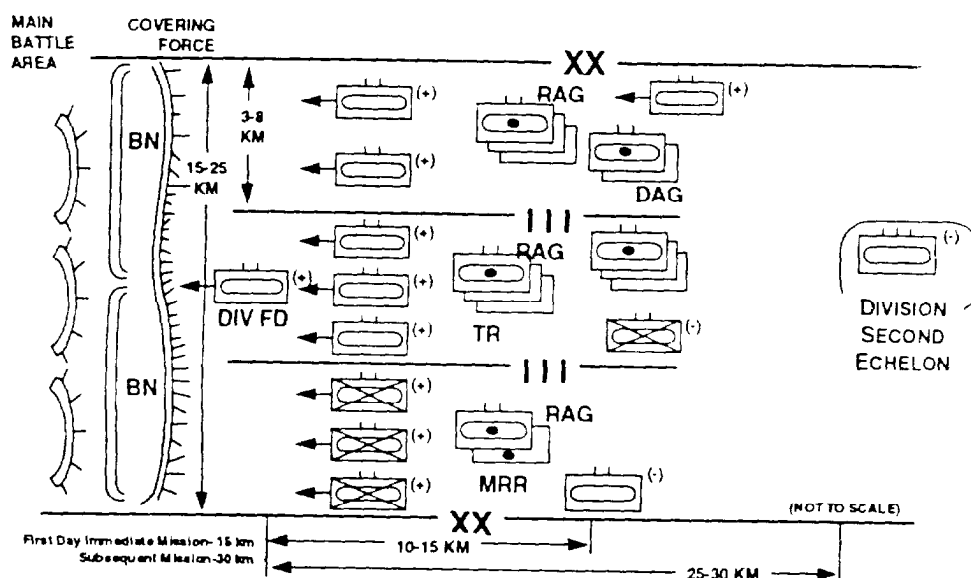 MAIN
BATTLE
AREA
COVERING
FORCE
XX
RAG
(+)
(+)
BN
3-8
KM
15-25
KM
(+)
DAG
III
(+)
RAG
(+)
(-)
(+)
(+)
DIV FD
TR
(+)
(-)
DIVISION
SECOND
ECHELON
III
BN
(+)
RAG
(+)
MRR
(+)
(-)
XX
(NOT TO SCALE)
First Day Immediate Mission- 15 km
Subsequent Mission-30 km
10-15 KM
25-30 KM